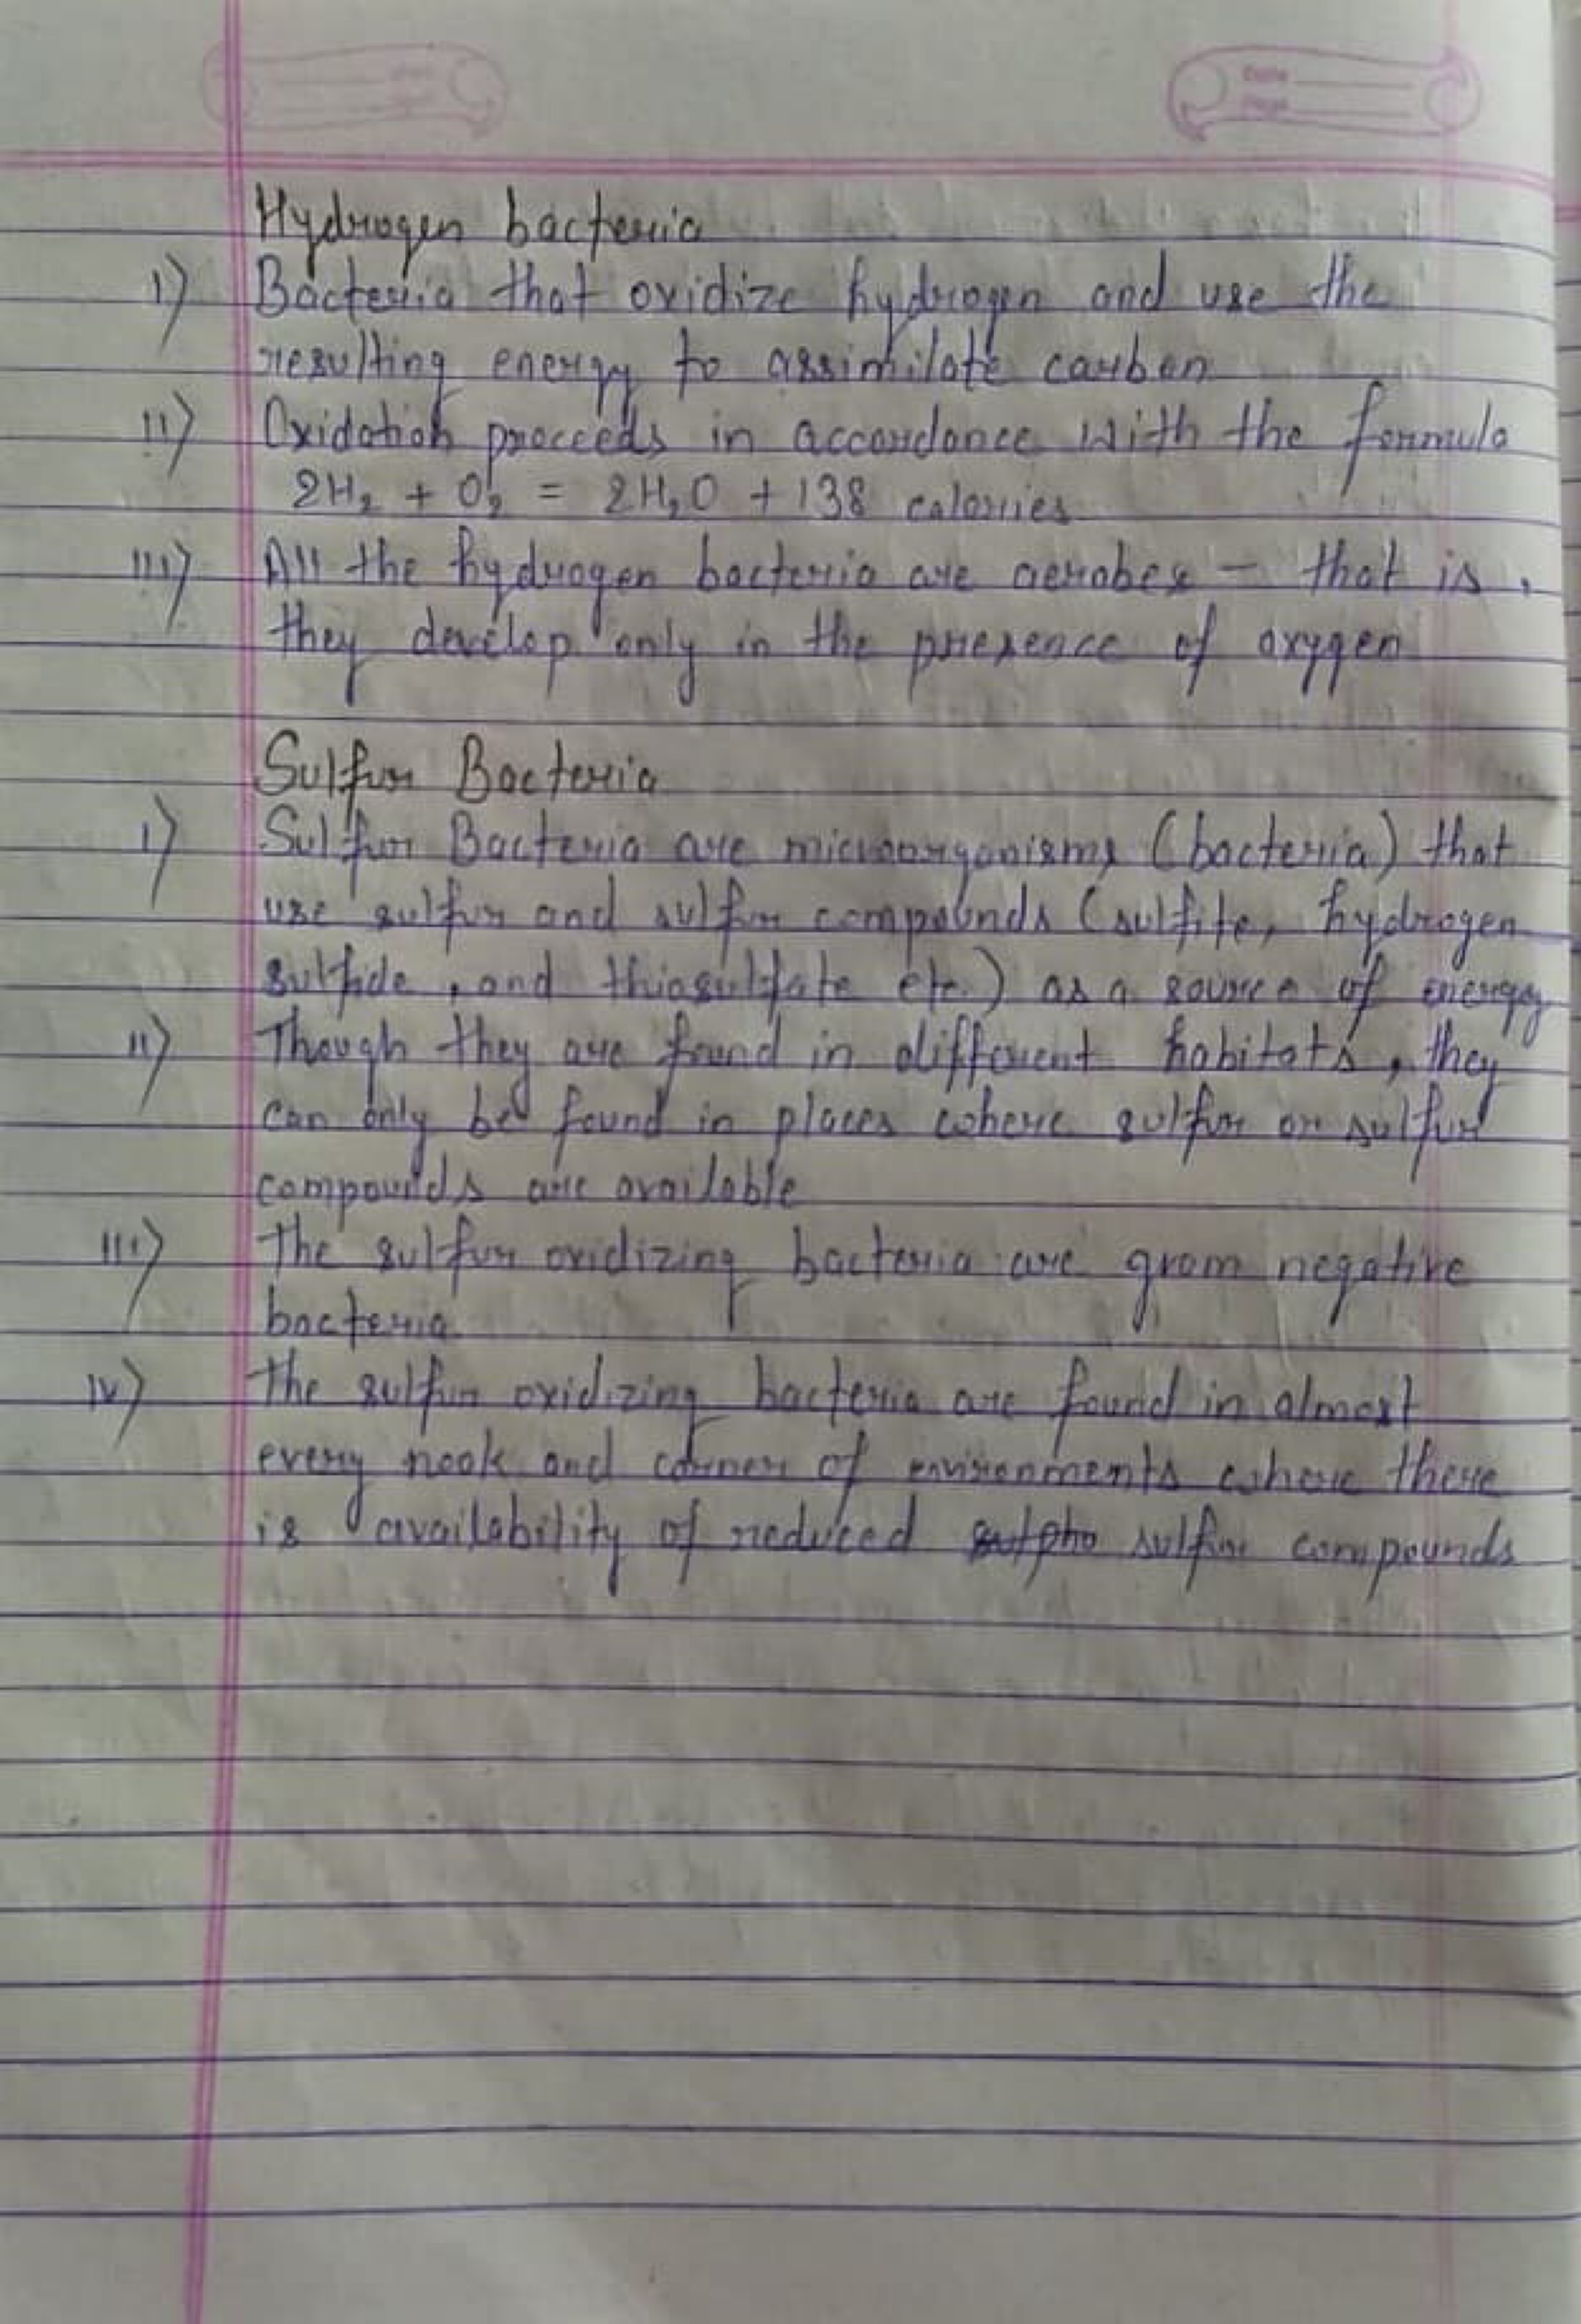 Date
Page
Hydrogen bacteria
I) Bacteria that oxidize hydrogen and use the
resulting energy to assimilate carbon
II) Oxidation proceeds in accordance with the formula
2H₂ + O₂ = 2H₂O + 138 calories
III) All the hydrogen bacteria are aerobes – that is,
they develop only in the presence of oxygen
Sulfur Bacteria
I) Sulfur Bacteria are microorganisms (bacteria) that
use sulfur and sulfur compounds (sulfite, hydrogen
sulfide, and thiosulfate etc.) as a source of energy
II) Though they are found in different habitats, they
can only be found in places where sulfur or sulfur
compounds are available
III) The sulfur oxidizing bacteria are gram negative
bacteria
IV) The sulfur oxidizing bacteria are found in almost
every nook and corner of environments where there
is availability of reduced sulpho sulfur compounds